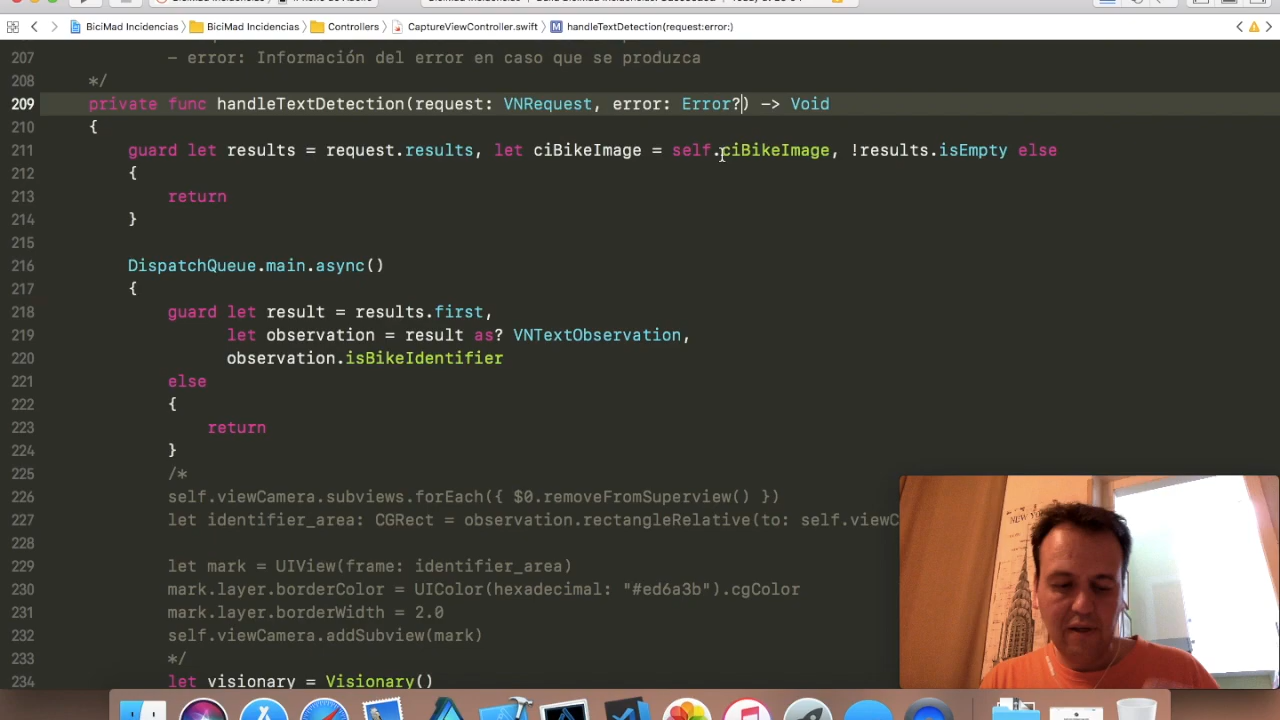 BiciMad Incidencias BiciMad Incidencias Controllers CaptureViewController.swift M handleTextDetection(request:error:)
207 - error: Información del error en caso que se produzca
208 */
209 private func handleTextDetection(request: VNRequest, error: Error?) -> Void
210 {
211 guard let results = request.results, let ciBikeImage = self.ciBikeImage, !results.isEmpty else
212 {
213 return
214 }
215
216 DispatchQueue.main.async()
217 {
218 guard let result = results.first,
219 let observation = result as? VNTextObservation,
220 observation.isBikeIdentifier
221 else
222 {
223 return
224 }
225 /*
226 self.viewCamera.subviews.forEach({ $0.removeFromSuperview() })
227 let identifier_area: CGRect = observation.rectangleRelative(to: self.viewC
228
229 let mark = UIView(frame: identifier_area)
230 mark.layer.borderColor = UIColor(hexadecimal: "#ed6a3b").cgColor
231 mark.layer.borderWidth = 2.0
232 self.viewCamera.addSubview(mark)
233 */
234 let visionary = Visionary()
NEW YORK